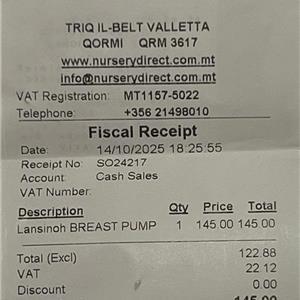 TRIQ IL-BELT VALLETTA
QORMI QRM 3617
www.nurserydirect.com.mt
info@nurserydirect.com.mt
VAT Registration: MT1157-5022
Telephone: +356 21498010
Fiscal Receipt
Date: 14/10/2025 18:25:55
Receipt No: SO24217
Account: Cash Sales
VAT Number:
Description Qty Price Total
Lansinoh BREAST PUMP 1 145.00 145.00
Total (Excl) 122.88
VAT 22.12
Discount 0.00
145.00